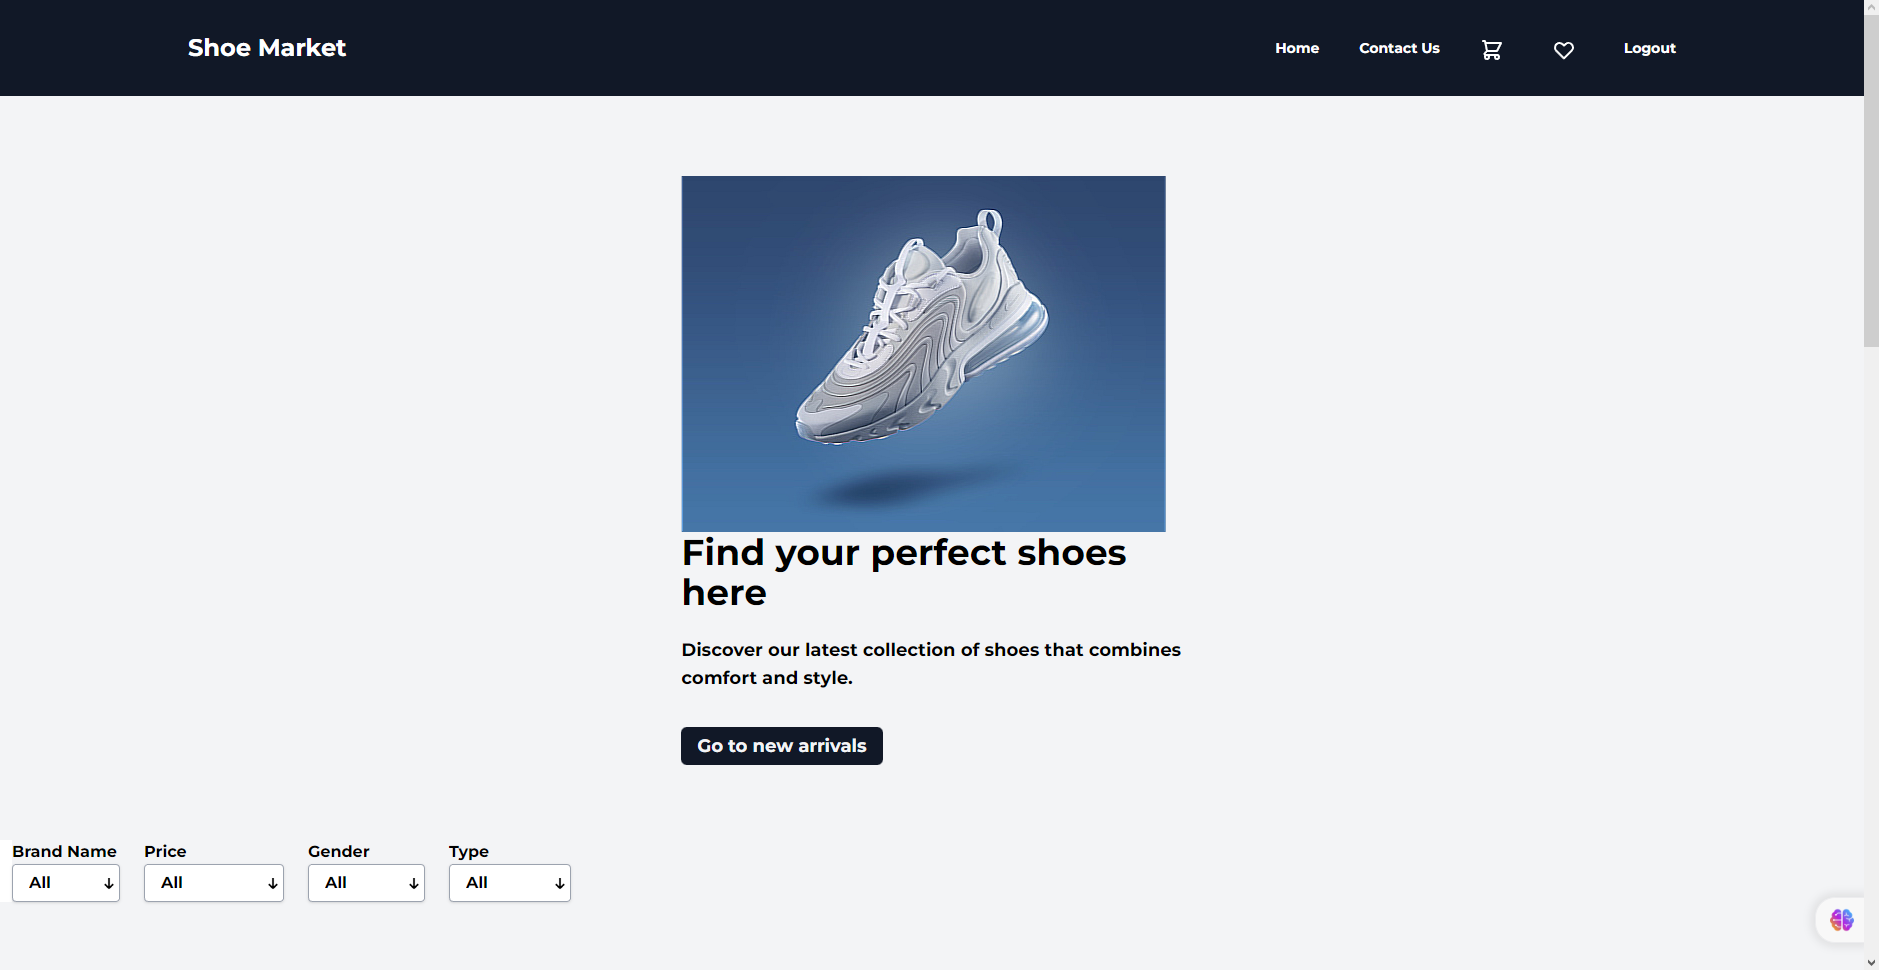 Shoe Market
Home
Contact Us
Logout
Find your perfect shoes
here
Discover our latest collection of shoes that combines
comfort and style.
Go to new arrivals
Brand Name
Price
Gender
Type
All
All
All
All